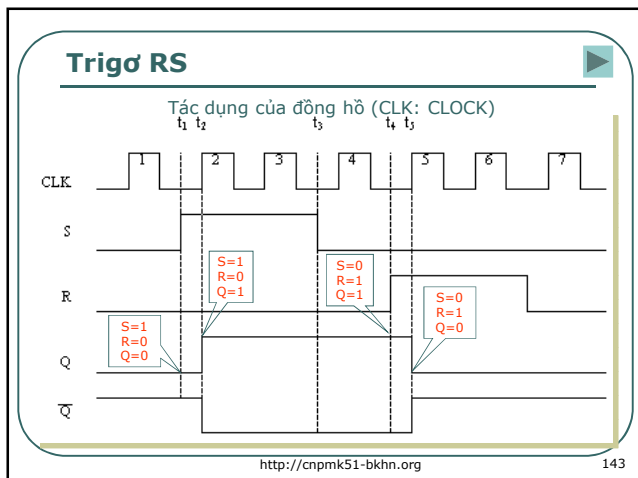 Trigơ RS
Tác dụng của đồng hồ (CLK: CLOCK)
t1 t2 t3 t4 t5
CLK 1 2 3 4 5 6 7
S
S=1
R=0
Q=1
S=0
R=1
Q=1
R
S=0
R=1
Q=0
S=1
R=0
Q=0
Q
Q̅
http://cnpmk51-bkhn.org 143